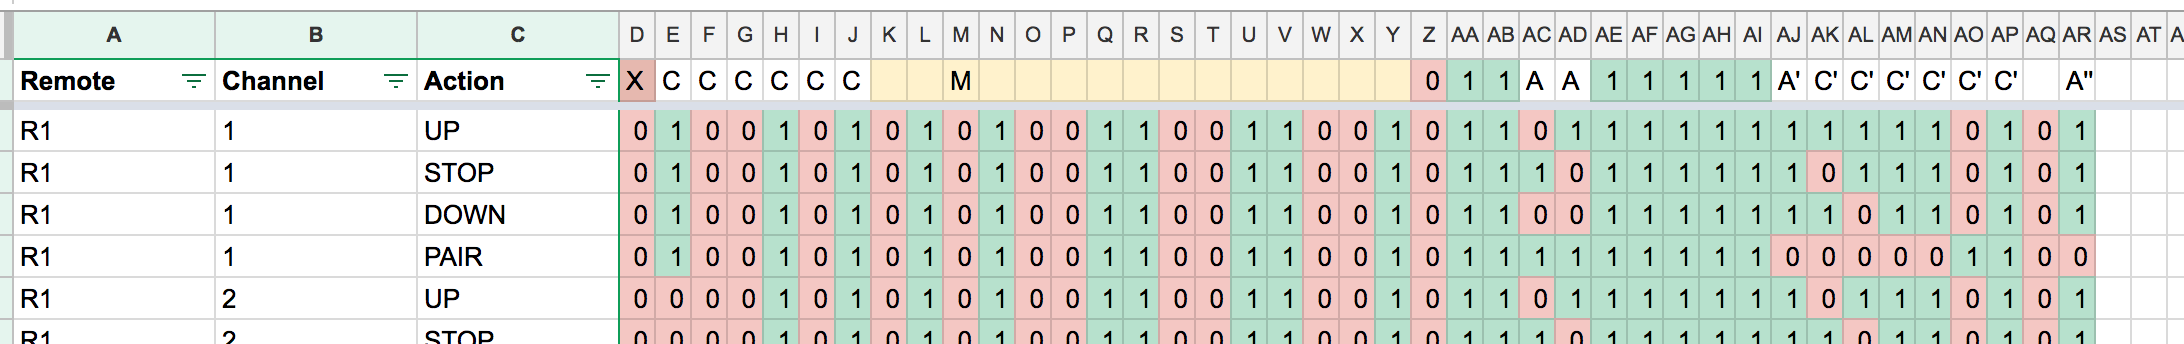 A B C D E F G H I J K L M N O P Q R S T U V W X Y Z AA AB AC AD AE AF AG AH AI AJ AK AL AM AN AO AP AQ AR AS AT A
Remote Channel Action X C C C C C C M 0 1 1 A A 1 1 1 1 1 A' C' C' C' C' C' C' A"
R1 1 UP 0 1 0 0 1 0 1 0 1 0 1 0 0 1 1 0 0 1 1 0 0 1 0 1 1 0 1 1 1 1 1 1 1 1 1 1 1 0 1 0 1
R1 1 STOP 0 1 0 0 1 0 1 0 1 0 1 0 0 1 1 0 0 1 1 0 0 1 0 1 1 1 0 1 1 1 1 1 1 0 1 1 1 0 1 0 1
R1 1 DOWN 0 1 0 0 1 0 1 0 1 0 1 0 0 1 1 0 0 1 1 0 0 1 0 1 1 0 0 1 1 1 1 1 1 1 0 1 1 0 1 0 1
R1 1 PAIR 0 1 0 0 1 0 1 0 1 0 1 0 0 1 1 0 0 1 1 0 0 1 0 1 1 1 1 1 1 1 1 1 0 0 0 0 0 1 1 0 0
R1 2 UP 0 0 0 0 1 0 1 0 1 0 1 0 0 1 1 0 0 1 1 0 0 1 0 1 1 0 1 1 1 1 1 1 1 0 1 1 1 0 1 0 1
R1 2 STOP 0 0 0 0 1 0 1 0 1 0 1 0 0 1 1 0 0 1 1 0 0 1 0 1 1 1 0 1 1 1 1 1 1 1 0 1 1 0 1 0 1